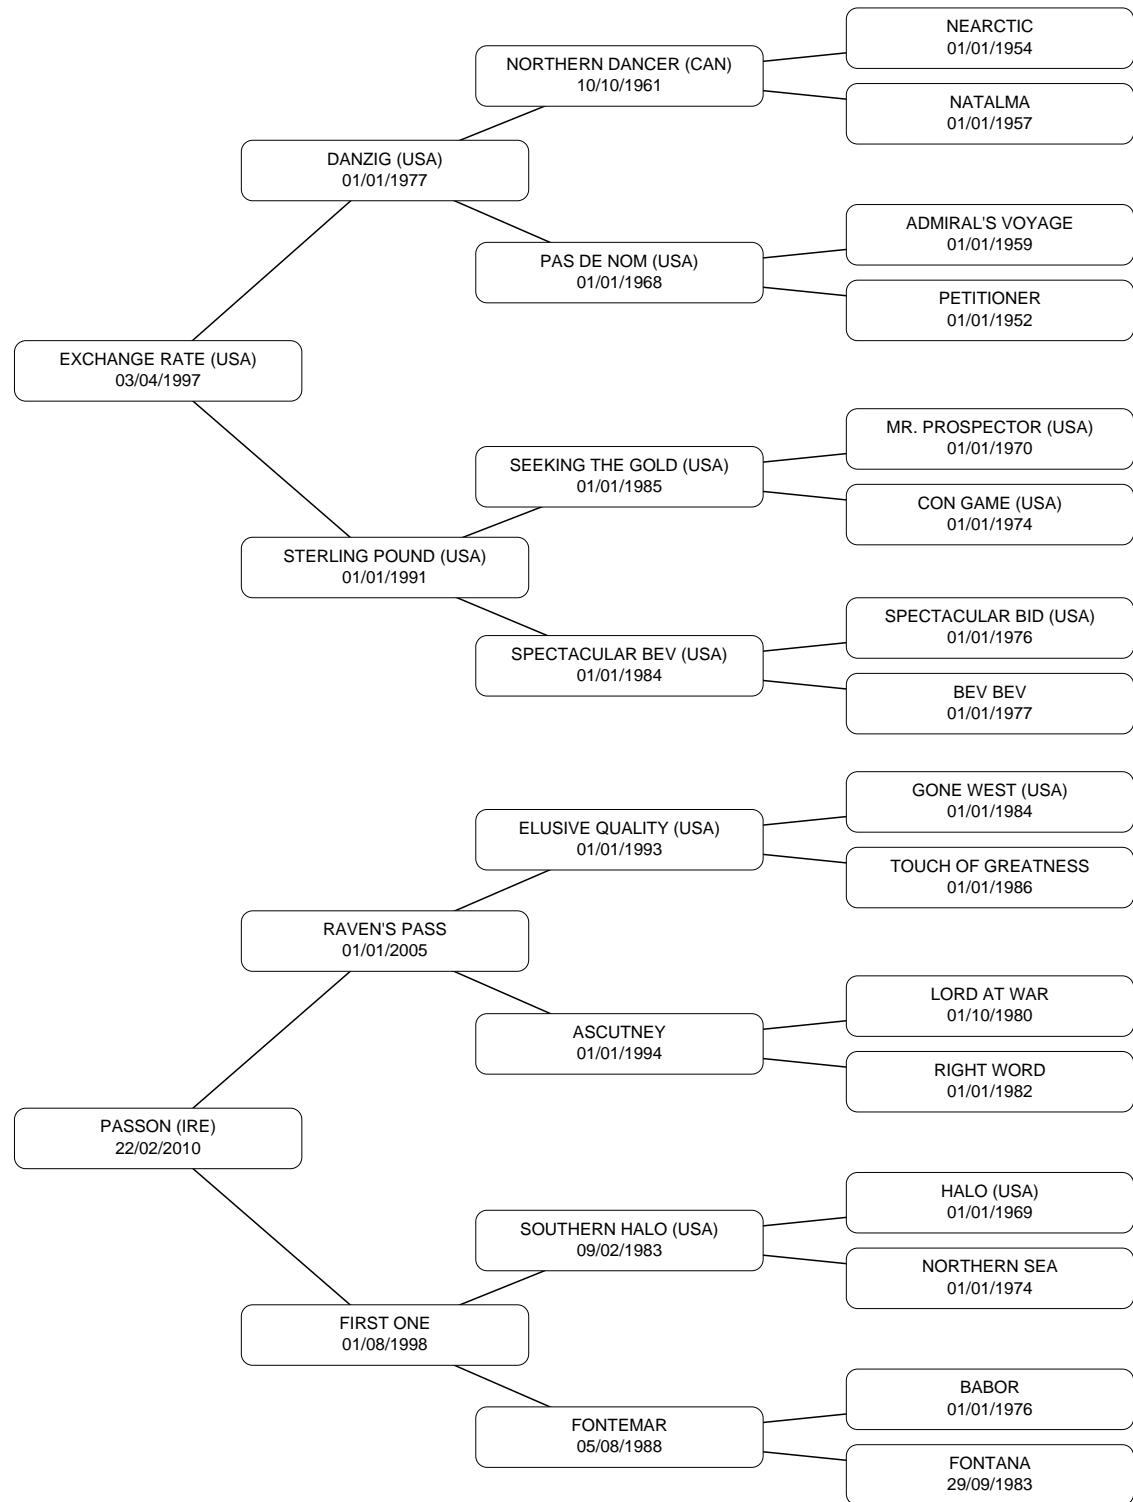 NEARCTIC
01/01/1954
NORTHERN DANCER (CAN)
10/10/1961
NATALMA
01/01/1957
DANZIG (USA)
01/01/1977
ADMIRAL'S VOYAGE
01/01/1959
PAS DE NOM (USA)
01/01/1968
PETITIONER
01/01/1952
EXCHANGE RATE (USA)
03/04/1997
MR. PROSPECTOR (USA)
01/01/1970
SEEKING THE GOLD (USA)
01/01/1985
CON GAME (USA)
01/01/1974
STERLING POUND (USA)
01/01/1991
SPECTACULAR BID (USA)
01/01/1976
SPECTACULAR BEV (USA)
01/01/1984
BEV BEV
01/01/1977
GONE WEST (USA)
01/01/1984
ELUSIVE QUALITY (USA)
01/01/1993
TOUCH OF GREATNESS
01/01/1986
RAVEN'S PASS
01/01/2005
LORD AT WAR
01/10/1980
ASCUTNEY
01/01/1994
RIGHT WORD
01/01/1982
PASSON (IRE)
22/02/2010
HALO (USA)
01/01/1969
SOUTHERN HALO (USA)
09/02/1983
NORTHERN SEA
01/01/1974
FIRST ONE
01/08/1998
BABOR
01/01/1976
FONTEMAR
05/08/1988
FONTANA
29/09/1983